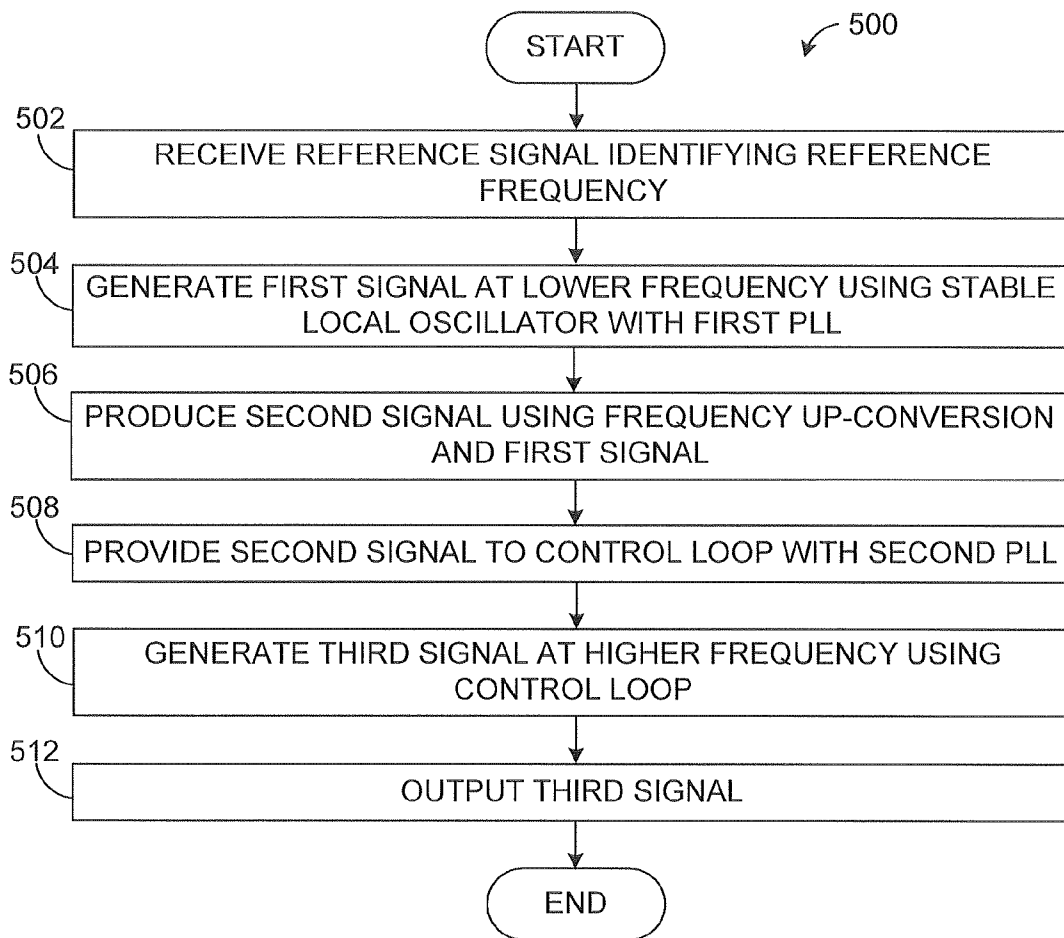 START
500
502
RECEIVE REFERENCE SIGNAL IDENTIFYING REFERENCE
FREQUENCY
504
GENERATE FIRST SIGNAL AT LOWER FREQUENCY USING STABLE
LOCAL OSCILLATOR WITH FIRST PLL
506
PRODUCE SECOND SIGNAL USING FREQUENCY UP-CONVERSION
AND FIRST SIGNAL
508
PROVIDE SECOND SIGNAL TO CONTROL LOOP WITH SECOND PLL
510
GENERATE THIRD SIGNAL AT HIGHER FREQUENCY USING
CONTROL LOOP
512
OUTPUT THIRD SIGNAL
END